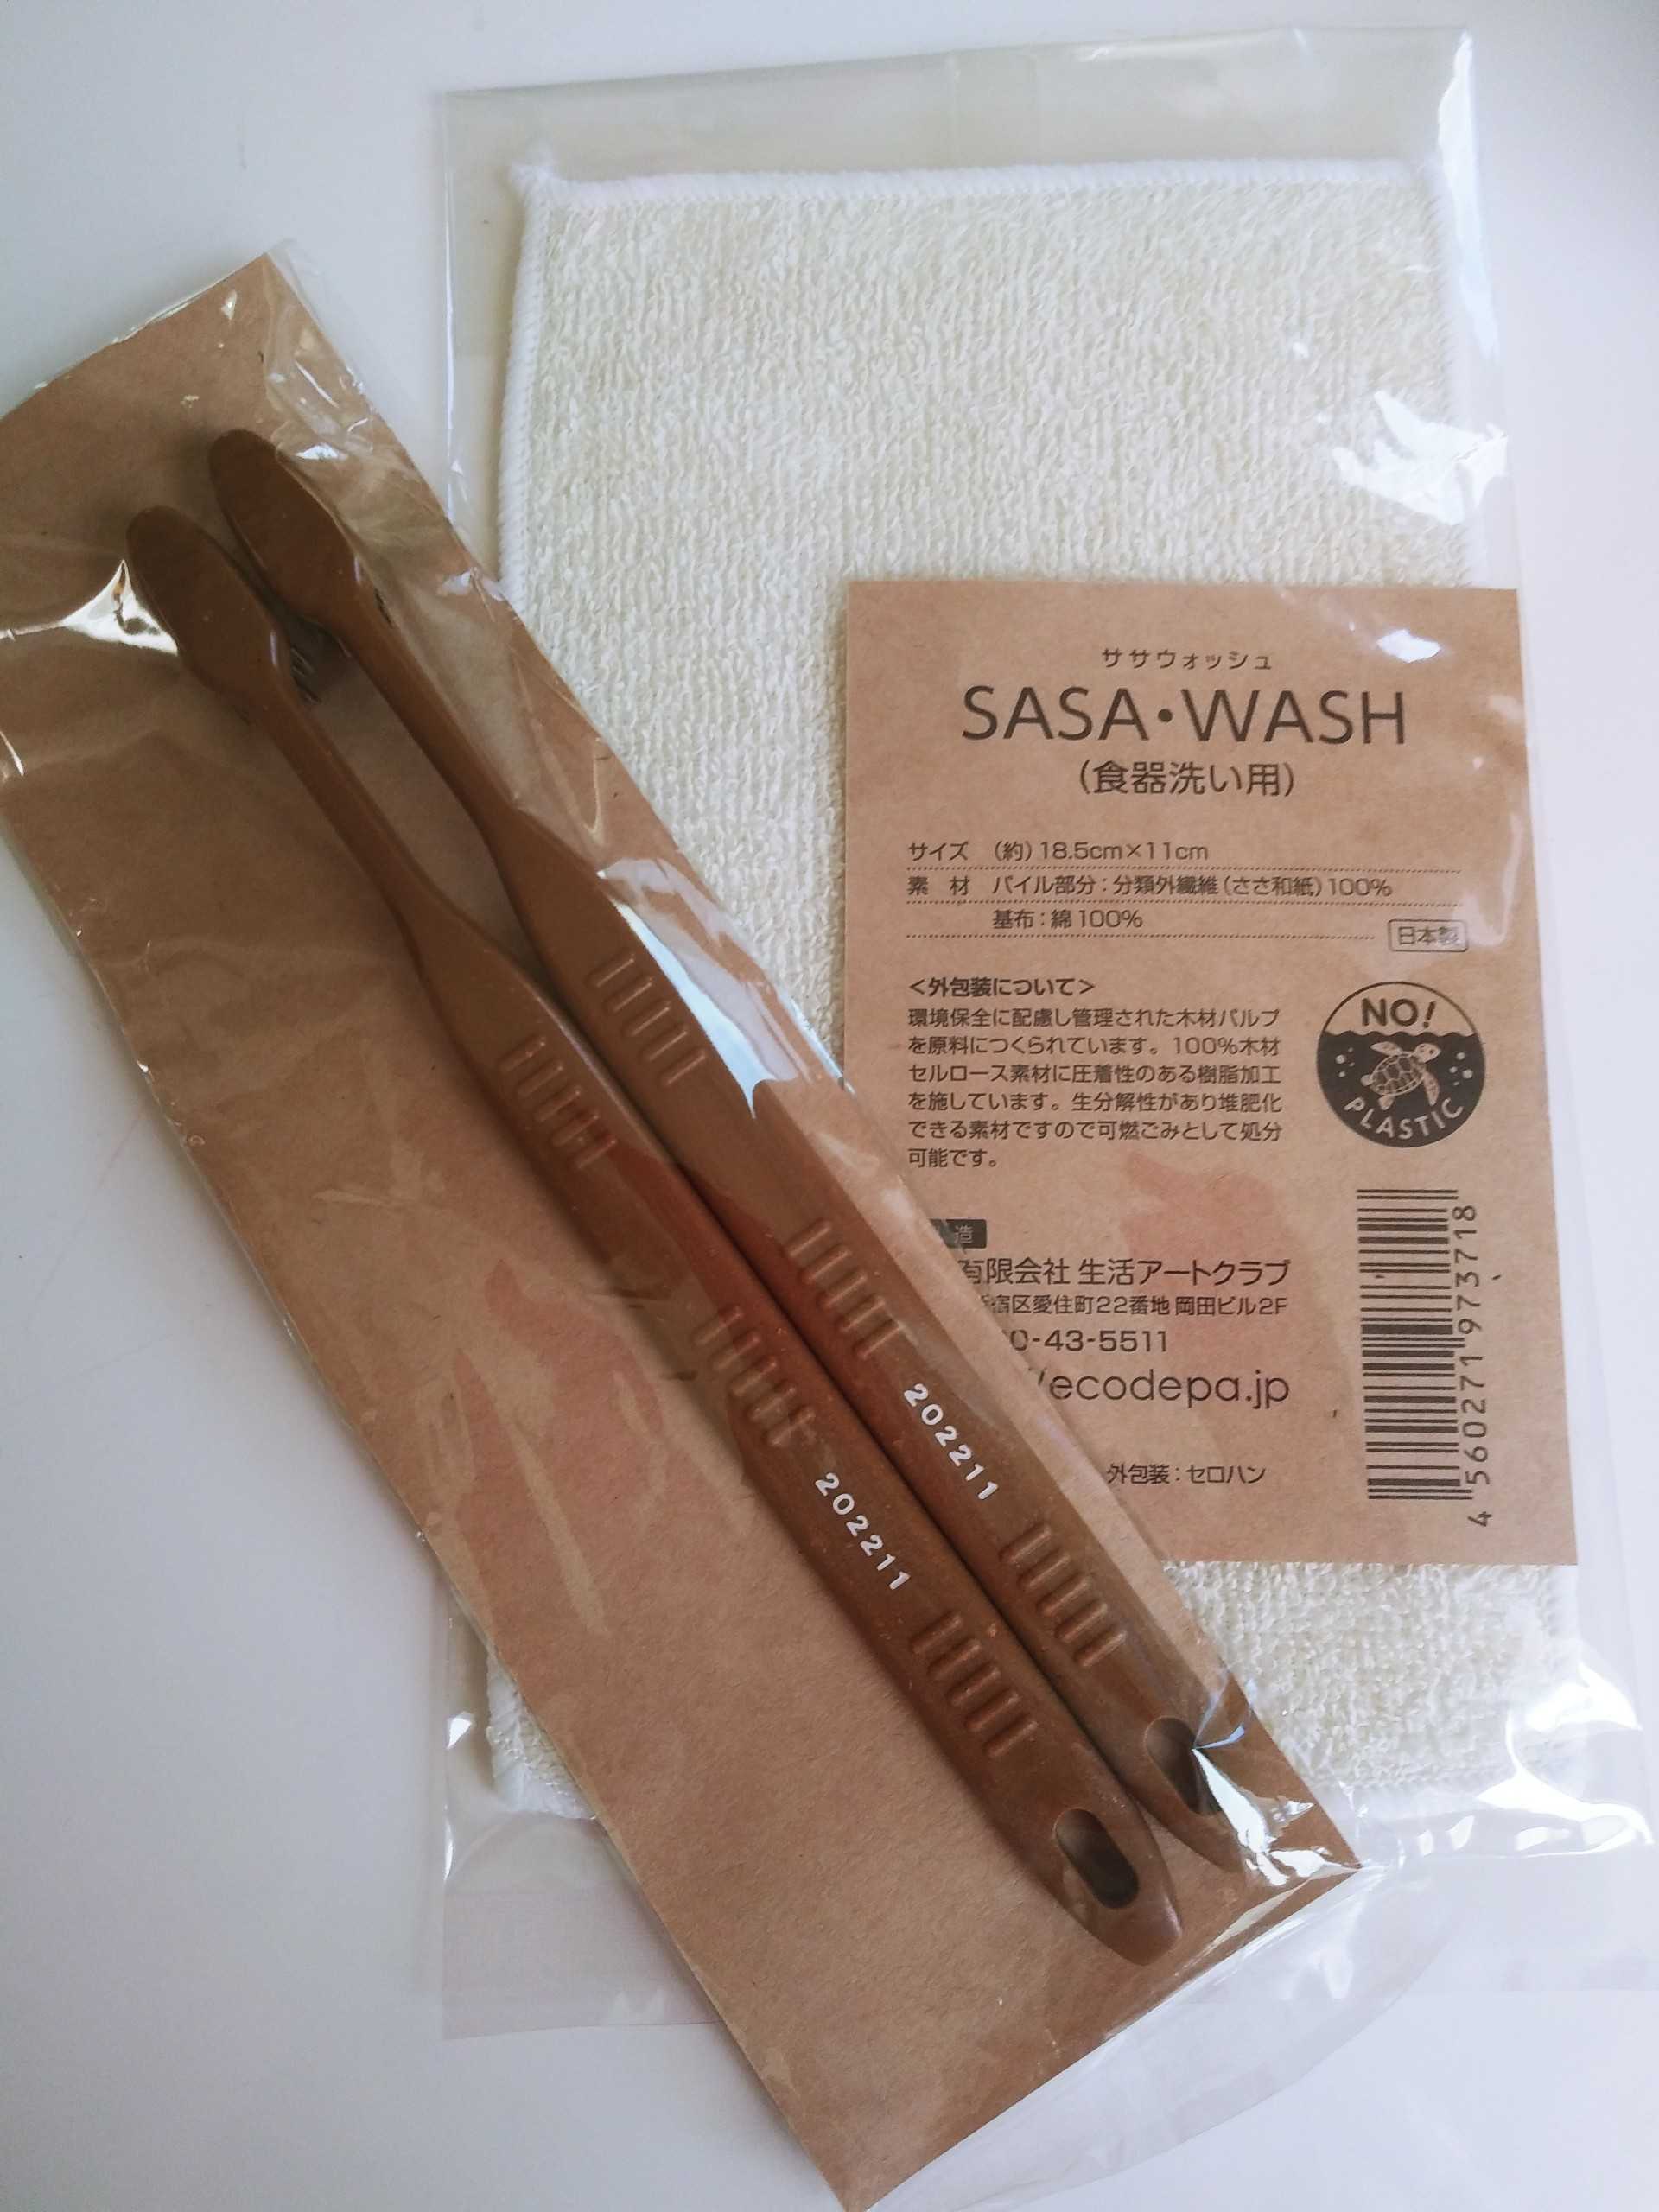 ササウォッシュ
SASA・WASH
(食器洗い用)
サイズ (約)18.5cm×11cm
素 材 パイル部分:分類外繊維(ささ和紙)100%
基布:綿100%
日本製
<外包装について>
環境保全に配慮し管理された木材パルプ
を原料につくられています。100%木材
セルロース素材に圧着性のある樹脂加工
を施しています。生分解性があり堆肥化
できる素材ですので可燃ごみとして処分
可能です。
NO!
PLASTIC
造
有限会社 生活アートクラブ
宿区愛住町22番地 岡田ビル2F
0-43-5511
/ecodepa.jp
外包装:セロハン
4 560271 973718
202211
202211